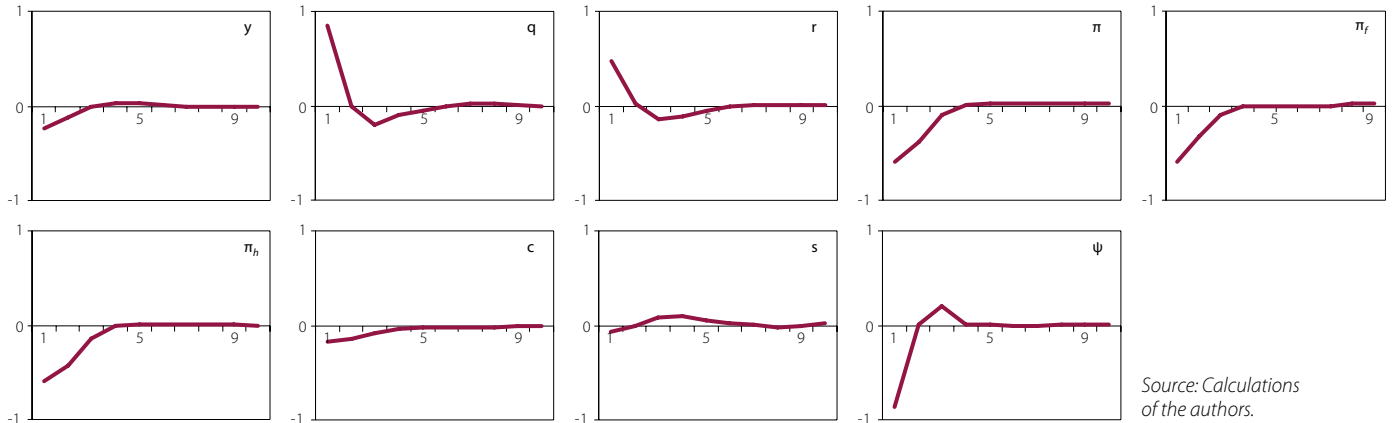 1 y 1 q 1 r 1 π 1 πf
0 0 0 0 0
1 5 9 1 5 9 1 5 9 1 5 9 1 5 9
-1 -1 -1 -1 -1
1 πh 1 c 1 s 1 ψ
0 0 0 0
1 5 9 1 5 9 1 5 9 1 5 9
Source: Calculations
of the authors.
-1 -1 -1 -1